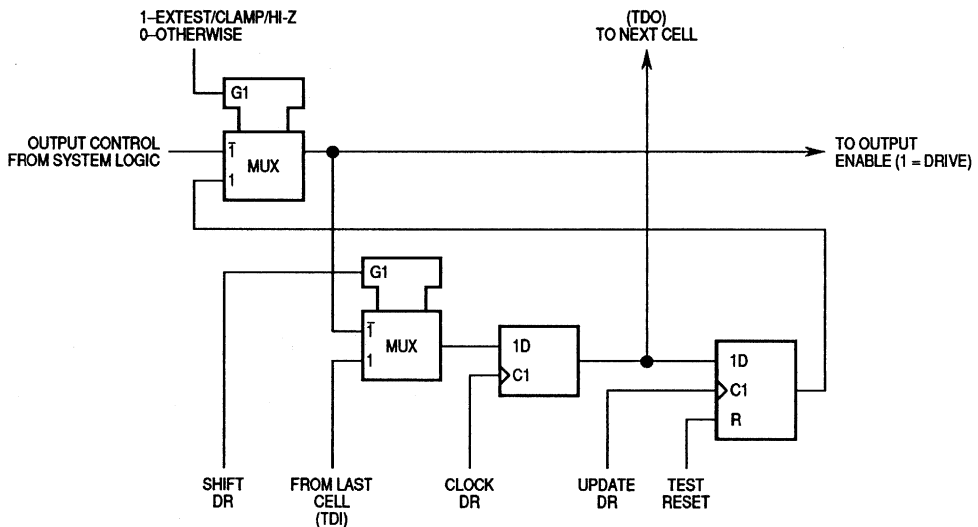 1–EXTEST/CLAMP/HI-Z
0–OTHERWISE
(TDO)
TO NEXT CELL
G1
OUTPUT CONTROL
FROM SYSTEM LOGIC
1̅
1
MUX
TO OUTPUT
ENABLE (1 = DRIVE)
G1
1̅
1
MUX
1D
C1
1D
C1
R
SHIFT
DR
FROM LAST
CELL
(TDI)
CLOCK
DR
UPDATE
DR
TEST
RESET